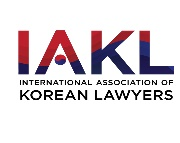 IAKL
INTERNATIONAL ASSOCIATION OF
KOREAN LAWYERS